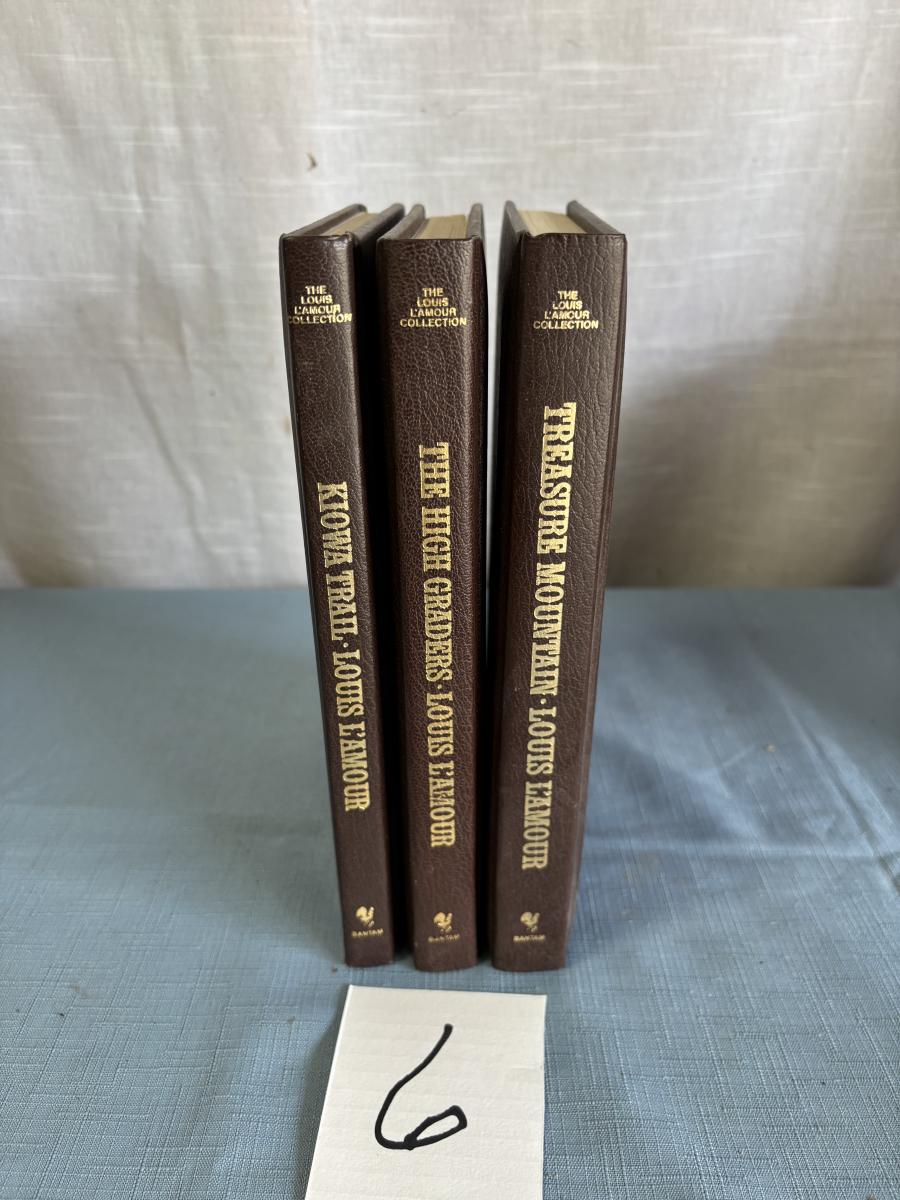 THE
LOUIS
L'AMOUR
COLLECTION
KIOWA TRAIL · LOUIS L'AMOUR
BANTAM
THE
LOUIS
L'AMOUR
COLLECTION
THE HIGH GRADERS · LOUIS L'AMOUR
BANTAM
THE
LOUIS
L'AMOUR
COLLECTION
TREASURE MOUNTAIN · LOUIS L'AMOUR
BANTAM
6